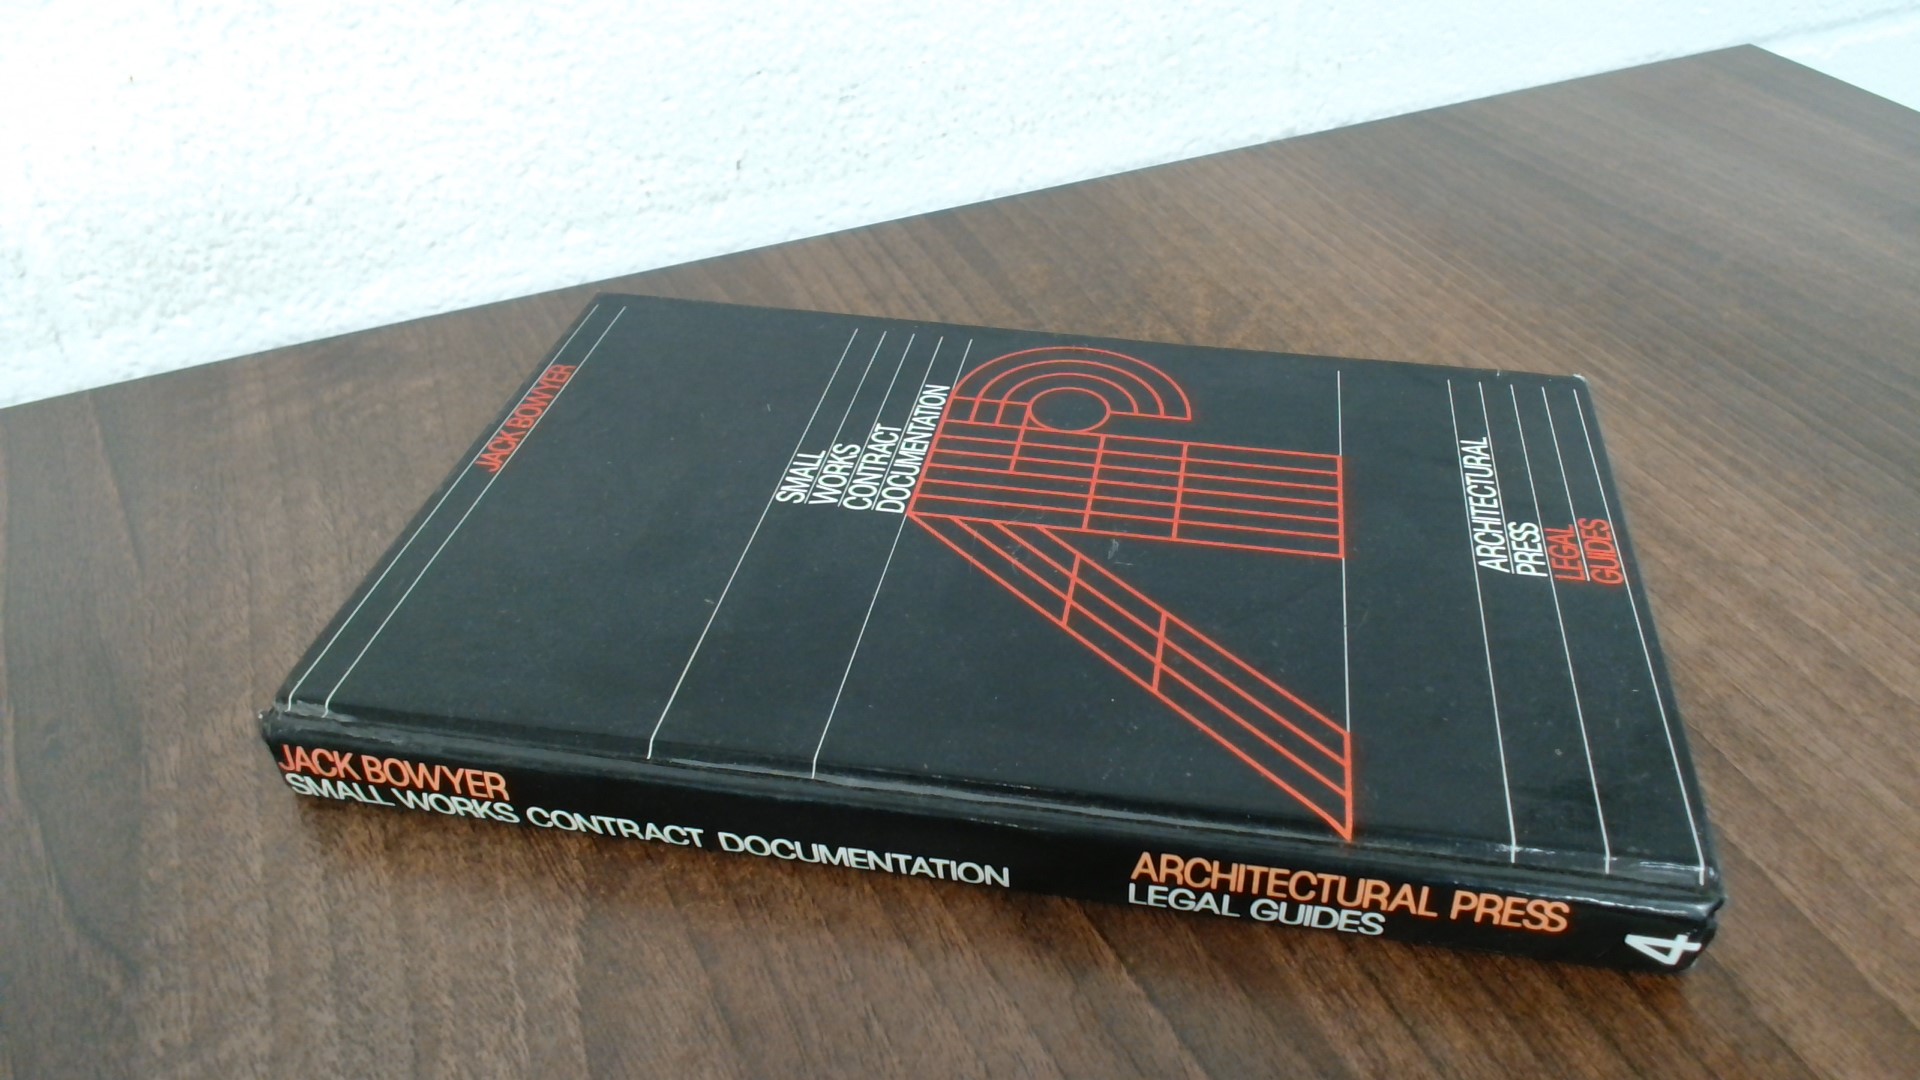 JACK BOWYER
SMALL
WORKS
CONTRACT
DOCUMENTATION
ARCHITECTURAL
PRESS
LEGAL
GUIDES
JACK BOWYER
SMALL WORKS CONTRACT DOCUMENTATION
ARCHITECTURAL PRESS
LEGAL GUIDES
4